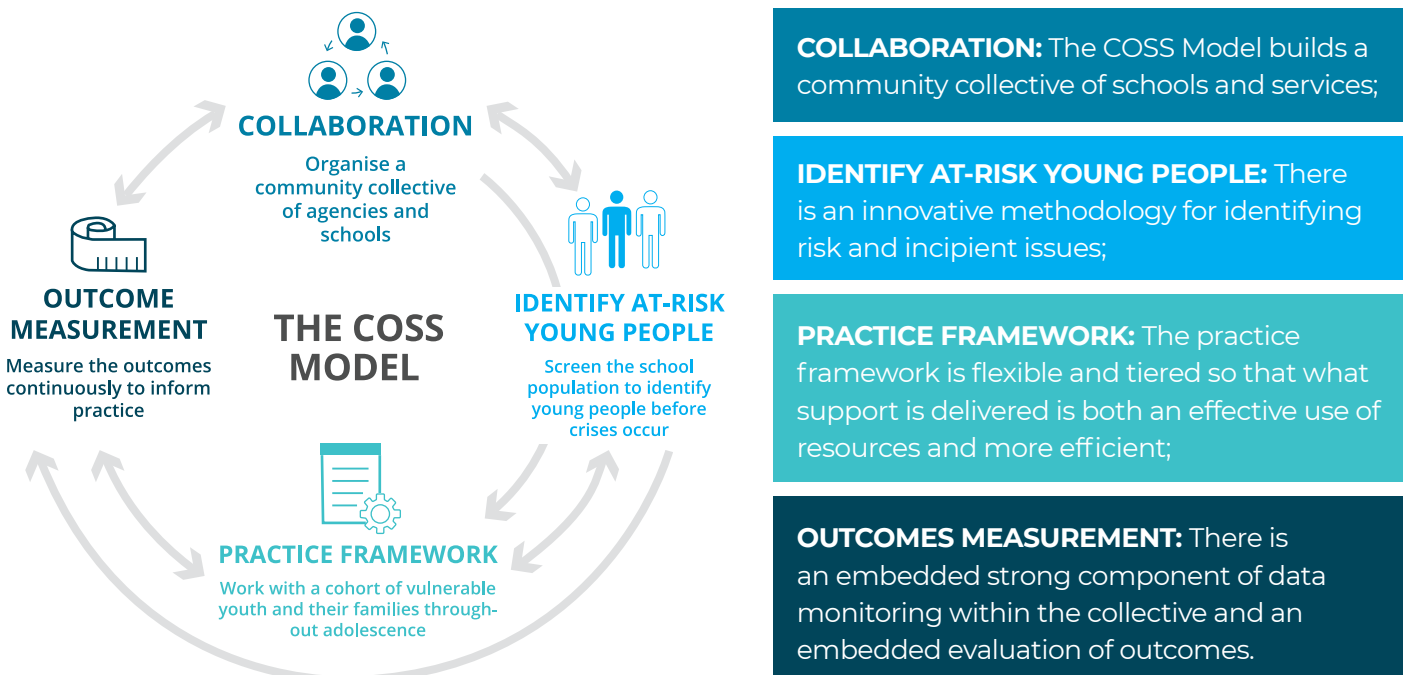 COLLABORATION
Organise a
community collective
of agencies and
schools
OUTCOME
MEASUREMENT
Measure the outcomes
continuously to inform
practice
THE COSS
MODEL
IDENTIFY AT-RISK
YOUNG PEOPLE
Screen the school
population to identify
young people before
crises occur
PRACTICE FRAMEWORK
Work with a cohort of vulnerable
youth and their families through-
out adolescence
COLLABORATION: The COSS Model builds a
community collective of schools and services;
IDENTIFY AT-RISK YOUNG PEOPLE: There
is an innovative methodology for identifying
risk and incipient issues;
PRACTICE FRAMEWORK: The practice
framework is flexible and tiered so that what
support is delivered is both an effective use of
resources and more efficient;
OUTCOMES MEASUREMENT: There is
an embedded strong component of data
monitoring within the collective and an
embedded evaluation of outcomes.